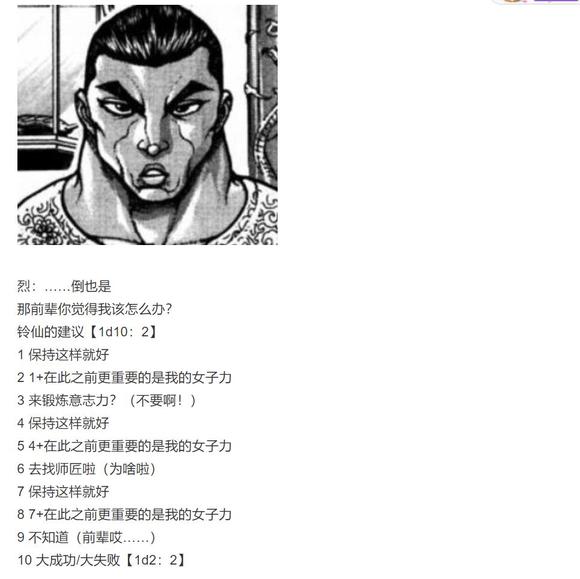 烈：……倒也是
那前辈你觉得我该怎么办？
铃仙的建议【1d10：2】
1 保持这样就好
2 1+在此之前更重要的是我的女子力
3 来锻炼意志力？（不要啊！）
4 保持这样就好
5 4+在此之前更重要的是我的女子力
6 去找师匠啦（为啥啦）
7 保持这样就好
8 7+在此之前更重要的是我的女子力
9 不知道（前辈哎……）
10 大成功/大失败【1d2：2】